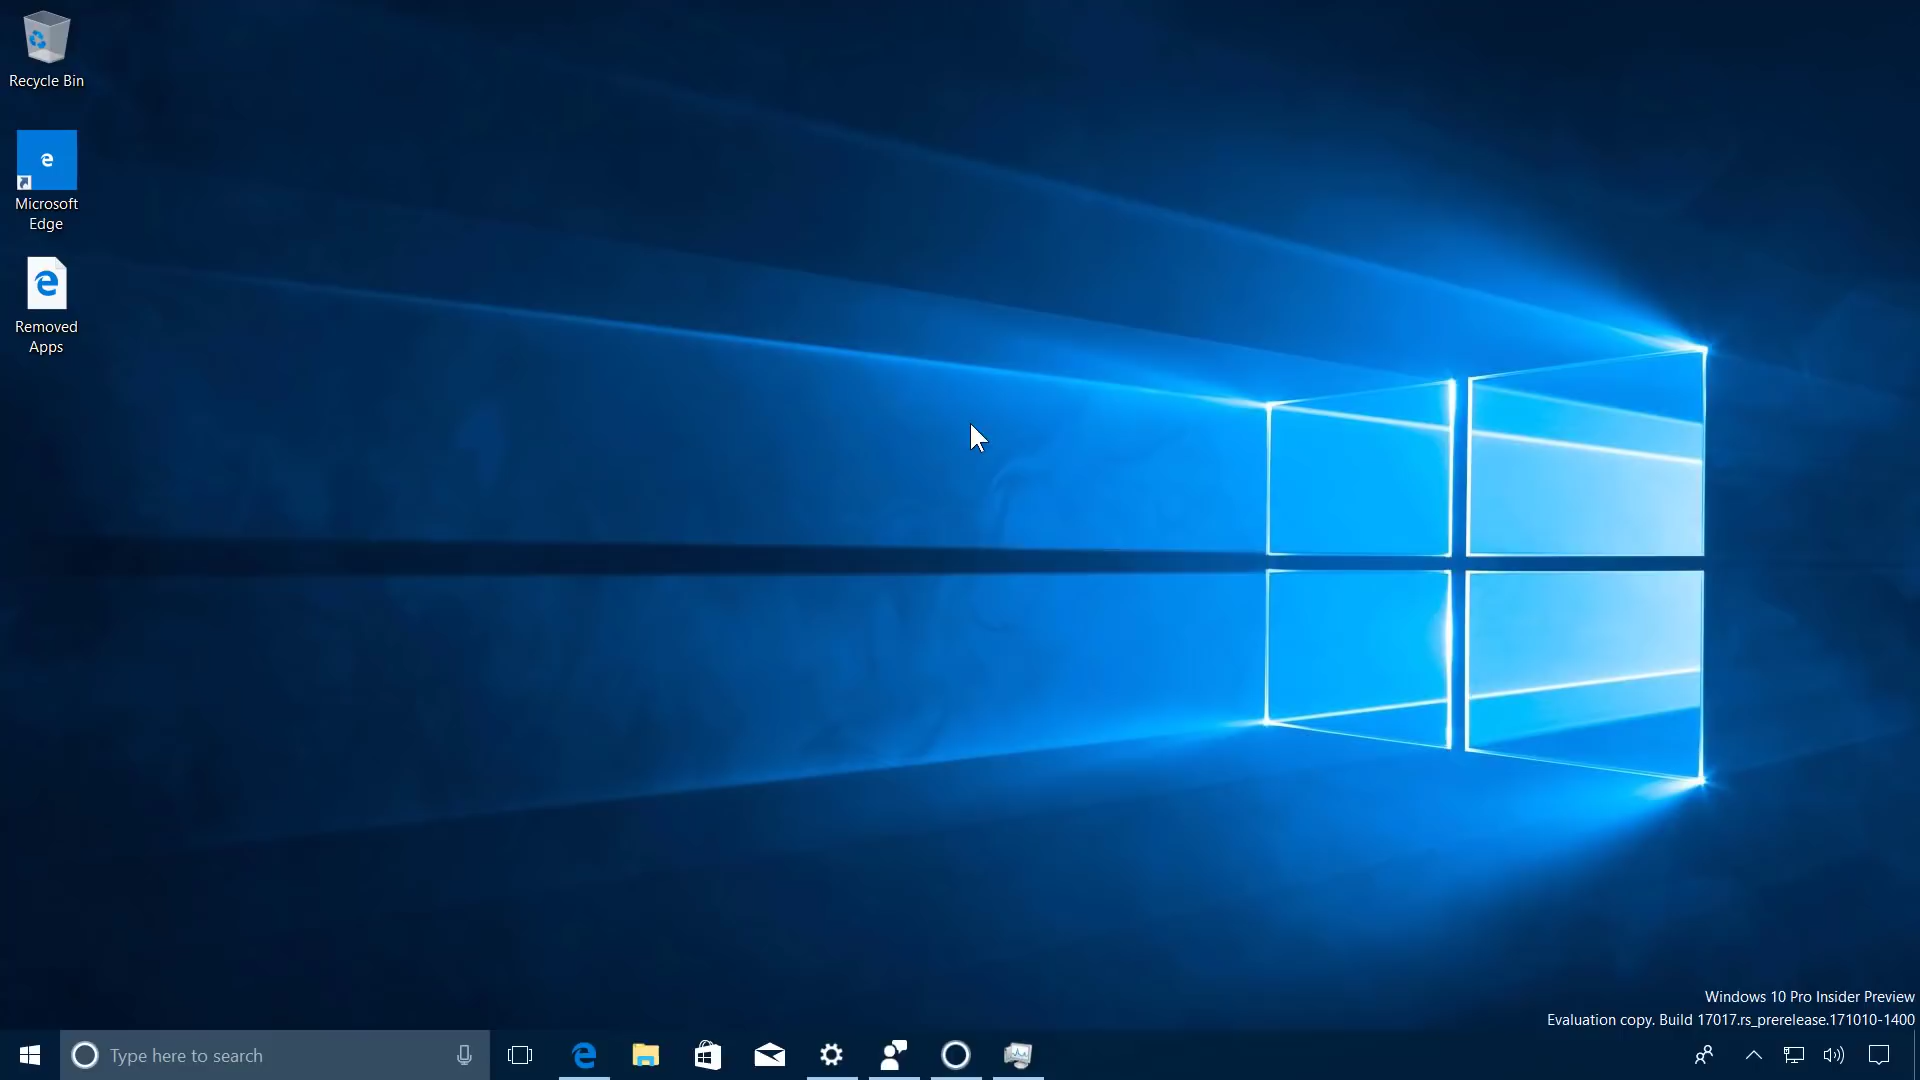 Recycle Bin
Microsoft
Edge
Removed
Apps
Windows 10 Pro Insider Preview
Evaluation copy. Build 17017.rs_prerelease.171010-1400
Type here to search